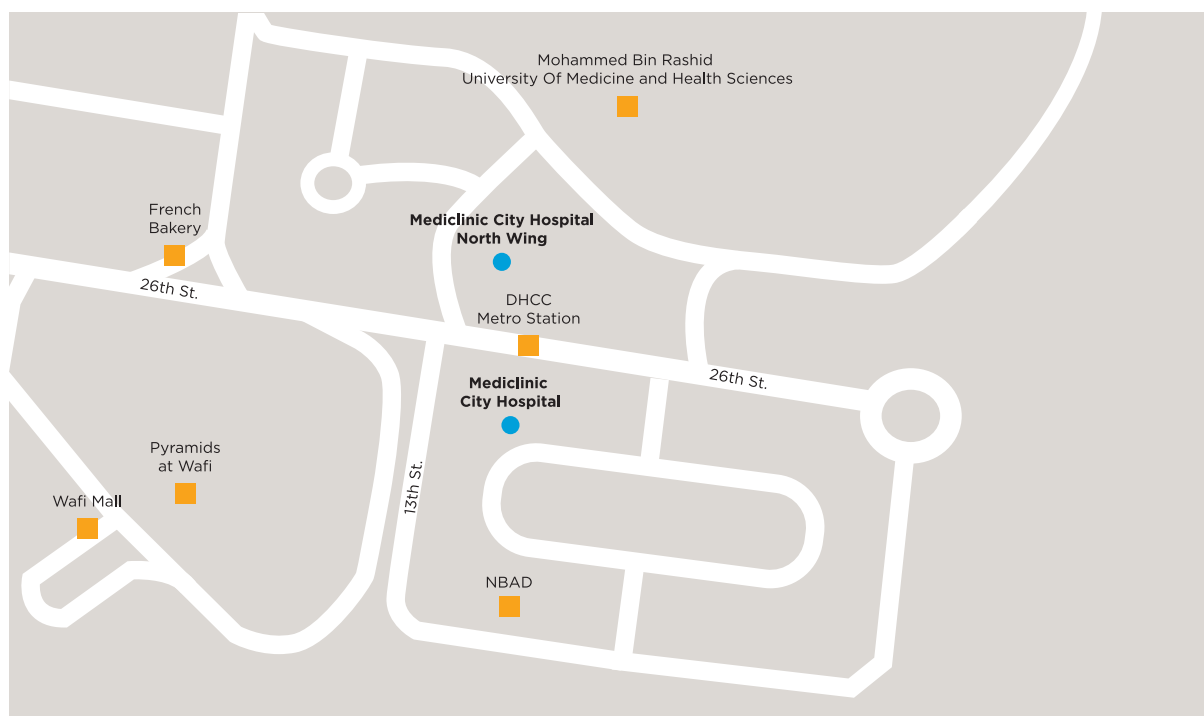 Mohammed Bin Rashid
University Of Medicine and Health Sciences
French
Bakery
Mediclinic City Hospital
North Wing
26th St.
DHCC
Metro Station
26th St.
Mediclinic
City Hospital
Pyramids
at Wafi
13th St.
Wafi Mall
NBAD